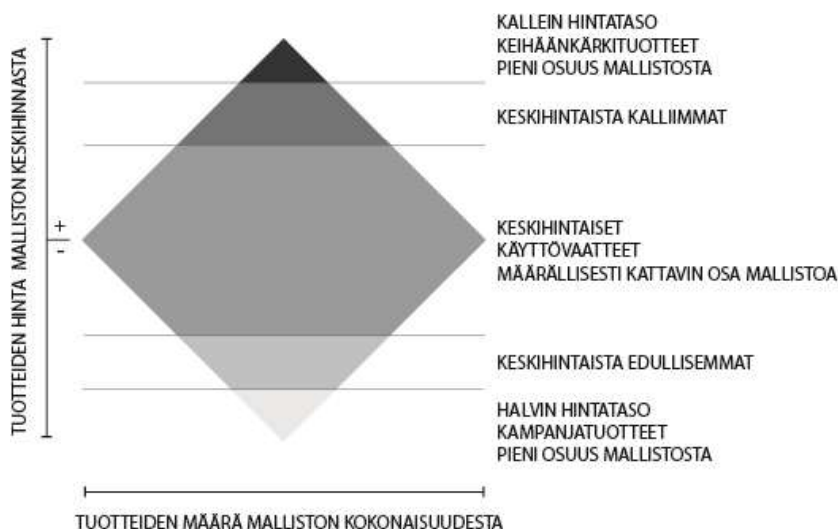 KALLEIN HINTATASO
KEIHÄÄNKÄRKITUOTTEET
PIENI OSUUS MALLISTOSTA
KESKIHINTAISTA KALLIIMMAT
KESKIHINTAISET
KÄYTTÖVAATTEET
MÄÄRÄLLISESTI KATTAVIN OSA MALLISTOA
KESKIHINTAISTA EDULLISEMMAT
HALVIN HINTATASO
KAMPANJATUOTTEET
PIENI OSUUS MALLISTOSTA
TUOTTEIDEN HINTA MALLISTON KESKIHINNASTA
+
-
TUOTTEIDEN MÄÄRÄ MALLISTON KOKONAISUUDESTA